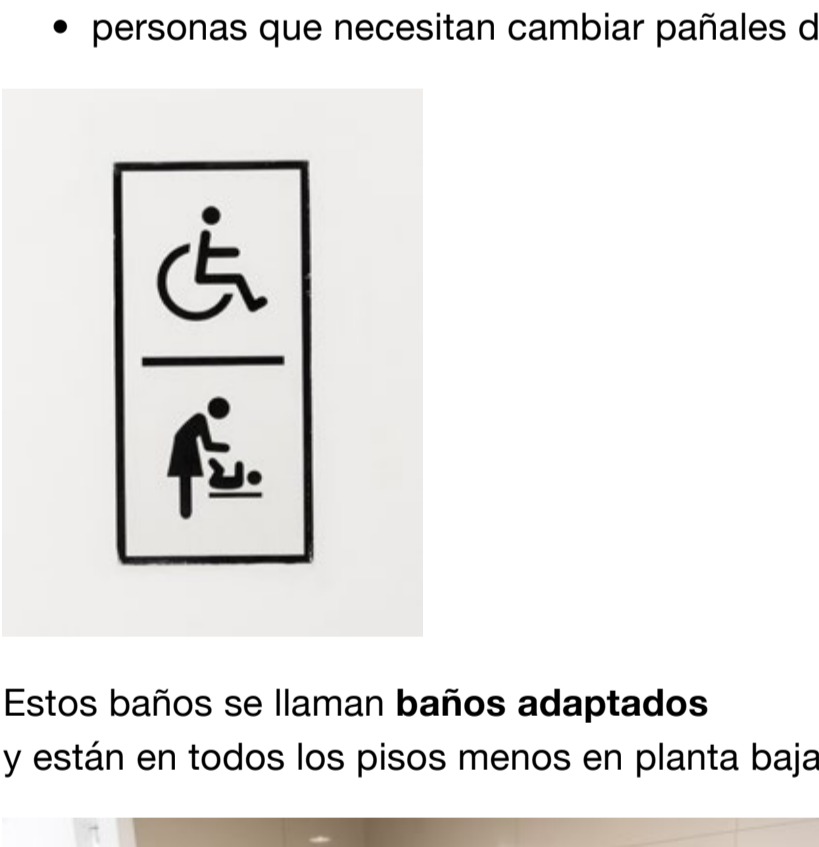 • personas que necesitan cambiar pañales d
Estos baños se llaman baños adaptados
y están en todos los pisos menos en planta baja